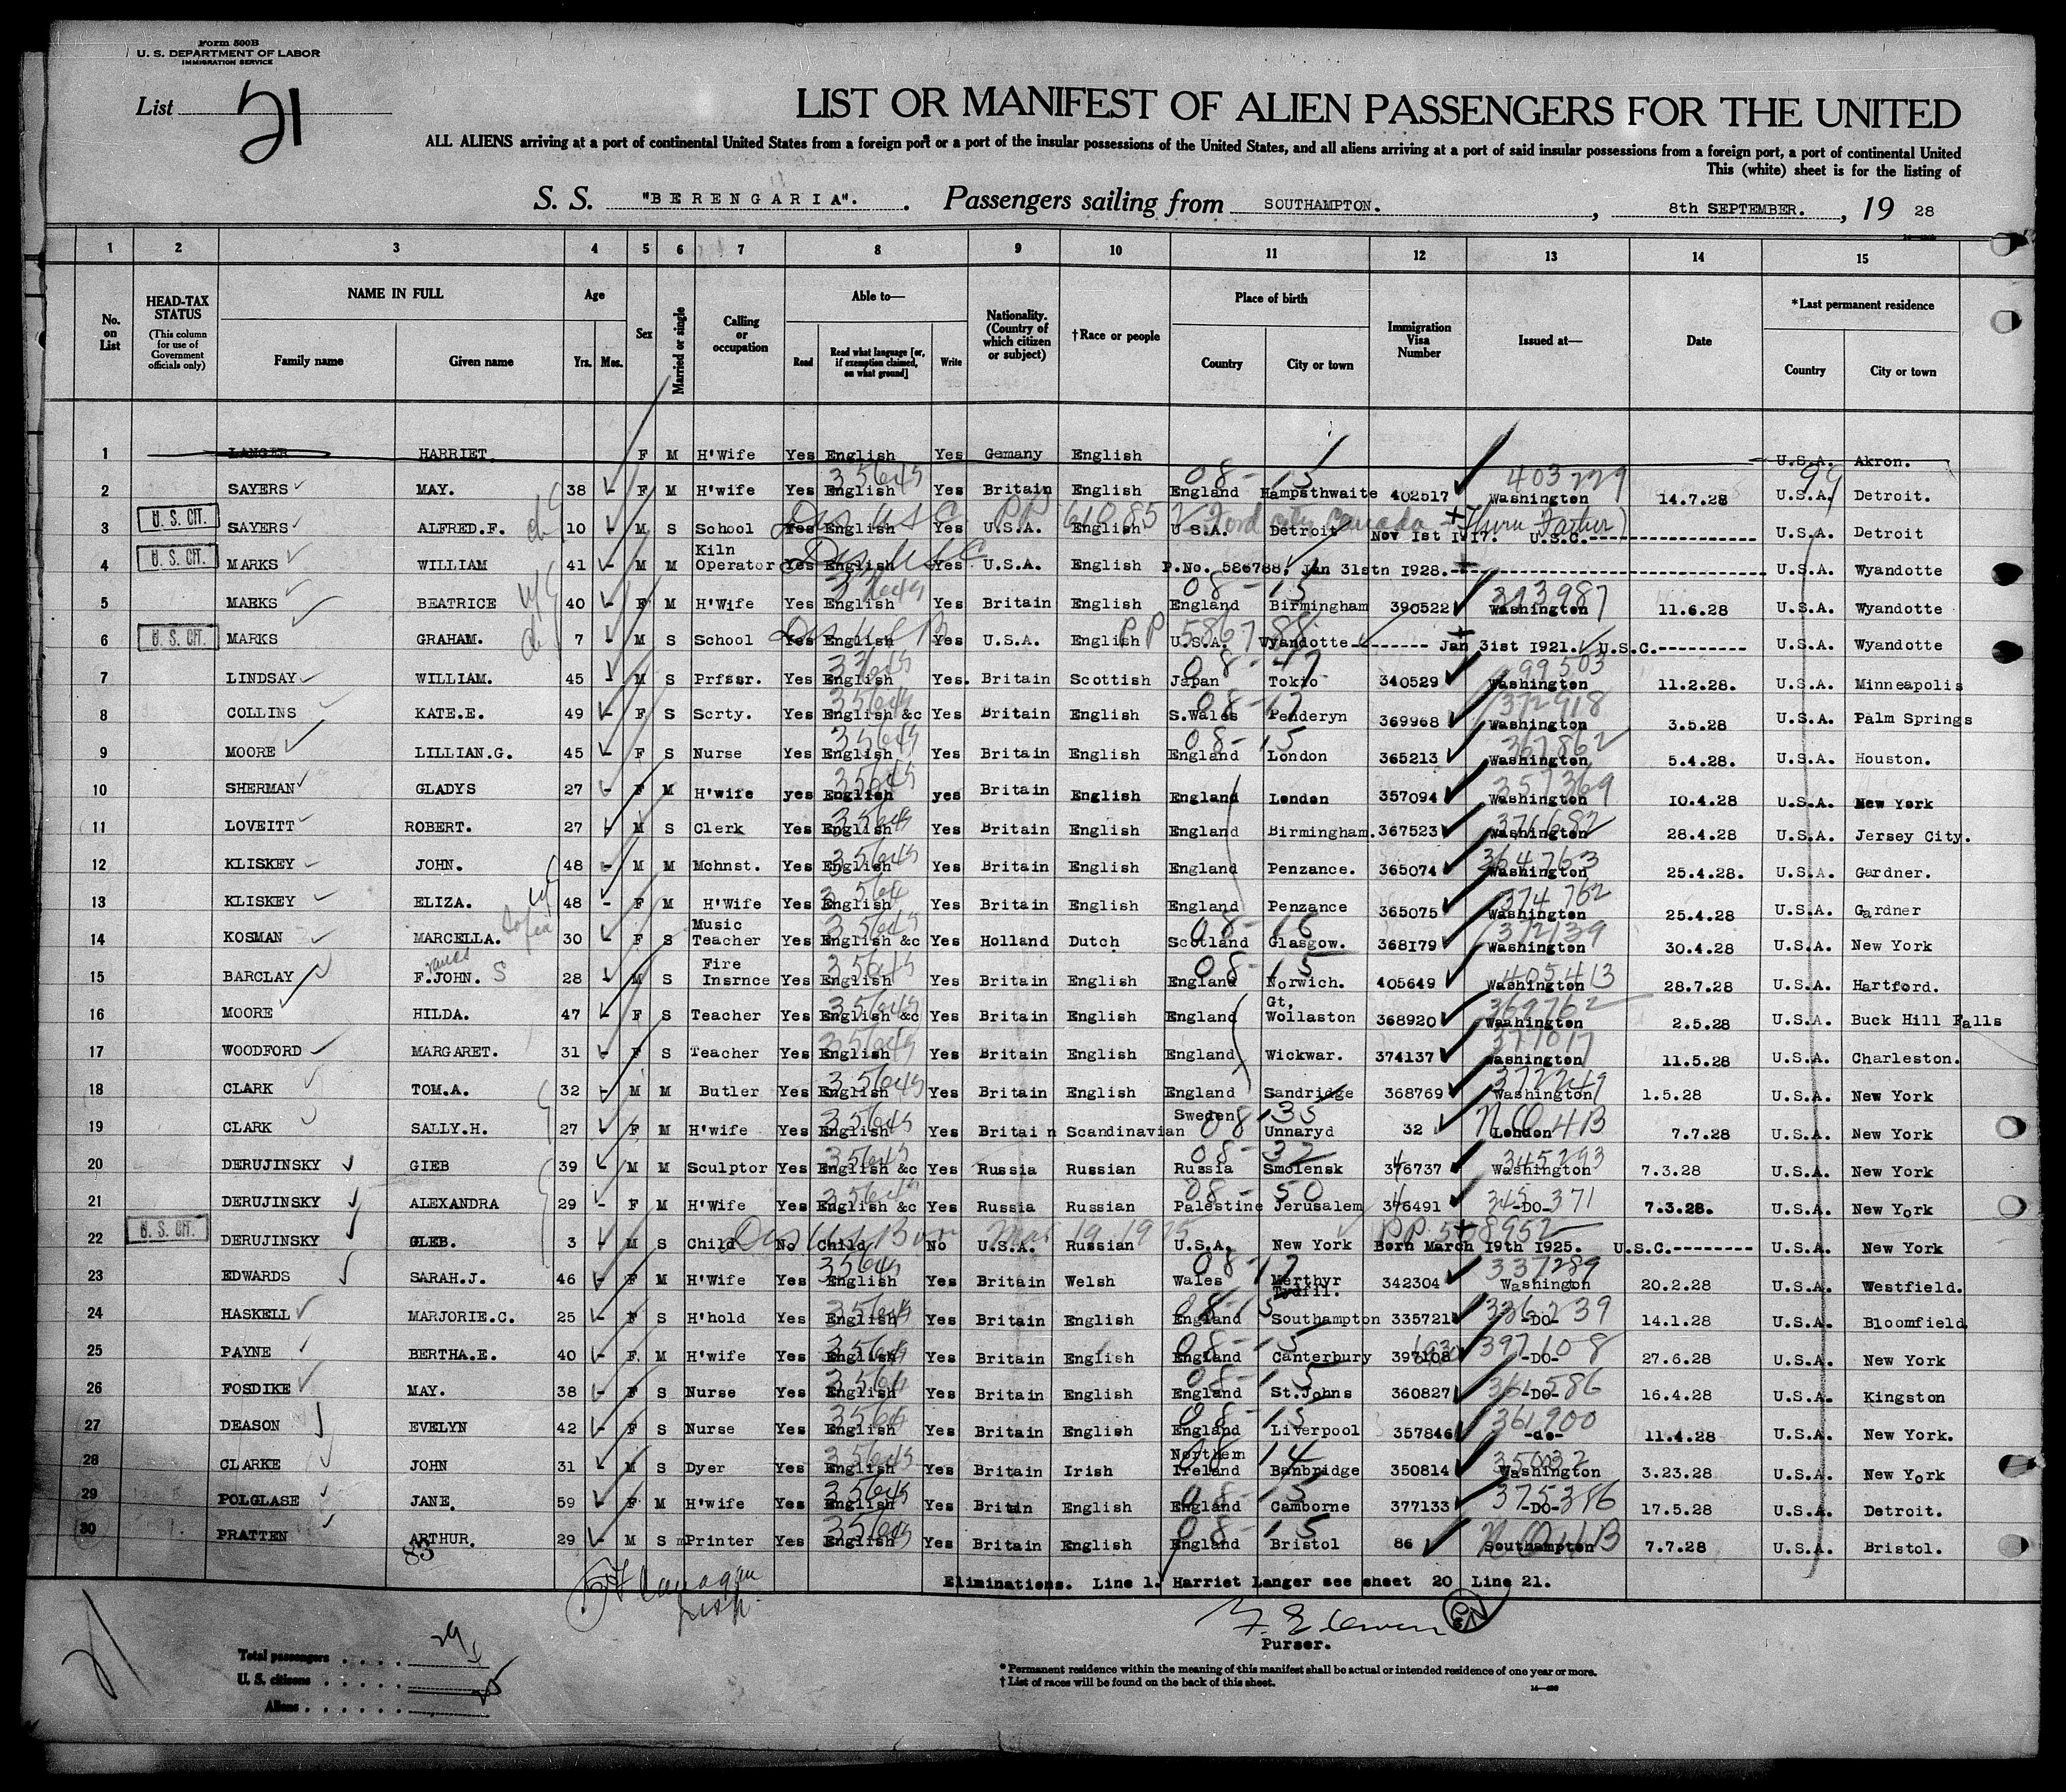 Form 500B
U. S. DEPARTMENT OF LABOR
IMMIGRATION SERVICE
List 21
LIST OR MANIFEST OF ALIEN PASSENGERS FOR THE UNITED
ALL ALIENS arriving at a port of continental United States from a foreign port or a port of the insular possessions of the United States, and all aliens arriving at a port of said insular possessions from a foreign port, a port of continental United
This (white) sheet is for the listing of
S. S. "BERENGARIA". Passengers sailing from SOUTHAMPTON. , 8th SEPTEMBER. , 19 28
1 2 3 4 5 6 7 8 9 10 11 12 13 14 15
No. on List HEAD-TAX STATUS (This column for use of Government officials only) NAME IN FULL Family name Given name Age Yrs. Mos. Sex Married or single Calling or occupation Able to— Read Read what language [or, if exemption claimed, on what ground] Write Nationality. (Country of which citizen or subject) †Race or people Place of birth Country City or town Immigration Visa Number Issued at— Date *Last permanent residence Country City or town
1 LANGER HARRIET F M H'Wife Yes English Yes Gemany English U.S.A. Akron.
2 SAYERS MAY. 38 - F M H'wife Yes English Yes Britain English England Hampsthwaite 402517 Washington 403229 14.7.28 U.S.A. Detroit.
3 U. S. CIT. SAYERS ALFRED.F. 10 - M S School Yes English Yes U.S.A. English U.S.A. Detroit Nov 1st 1917. U.S.C. U.S.A. Detroit
4 U. S. CIT. MARKS WILLIAM 41 - M M Kiln Operator Yes English Yes U.S.A. English P.No. 586788, Jan 31stn 1928. U.S.A. Wyandotte
5 MARKS BEATRICE 40 - F M H'Wife Yes English Yes Britain English England Birmingham 390522 Washington 393987 11.6.28 U.S.A. Wyandotte
6 U. S. CIT. MARKS GRAHAM. 7 - M S School Yes English Yes U.S.A. English PP 586788 U.S.A. Wyandotte Jan 31st 1921. U.S.C. U.S.A. Wyandotte
7 LINDSAY WILLIAM. 45 M S Prfssr. Yes English Yes. Britain Scottish Japan Tokio 340529 Washington 11.2.28. U.S.A. Minneapolis
8 COLLINS KATE.E. 49 - F S Scrty. Yes English &c Yes Britain English S.Wales Penderyn 369968 Washington 372918 3.5.28 U.S.A. Palm Springs
9 MOORE LILLIAN.G. 45 - F S Nurse Yes English Yes Britain English England London 365213 Washington 367862 5.4.28. U.S.A. Houston.
10 SHERMAN GLADYS 27 - F M H'wife yes English yes Britain English England London 357094 Washington 357369 10.4.28 U.S.A. New York
11 LOVEITT ROBERT. 27 - M S Clerk Yes English Yes Britain English England Birmingham. 367523 Washington 371682 28.4.28 U.S.A. Jersey City.
12 KLISKEY JOHN. 48 - M M Mchnst. Yes English Yes Britain English England Penzance. 365074 Washington 364763 25.4.28. U.S.A. Gardner.
13 KLISKEY ELIZA. 48 - F M H'Wife Yes English Yes Britain English England Penzance 365075 Washington 374762 25.4.28 U.S.A. Gardner
14 KOSMAN MARCELLA. 30 - F S Music Teacher Yes English &c Yes Holland Dutch Scotland Glasgow. 368179 Washington 372139 30.4.28 U.S.A. New York
15 BARCLAY F.JOHN. S 28 - M S Fire Insrnce Yes English Yes Britain English England Norwich. 405649 Washington 405413 28.7.28 U.S.A. Hartford.
16 MOORE HILDA. 47 - F S Teacher Yes English &c Yes Britain English England Gt, Wollaston 368920 Washington 369762 2.5.28 U.S.A. Buck Hill Falls
17 WOODFORD MARGARET. 31 - F S Teacher Yes English Yes Britain English England Wickwar. 374137 Washington 377017 11.5.28 U.S.A. Charleston.
18 CLARK TOM.A. 32 - M M Butler Yes English Yes Britain English England Sandridge 368769 Washington 372249 1.5.28 U.S.A. New York
19 CLARK SALLY.H. 27 - F M H'wife Yes English Yes Britain Scandinavian Sweden Unnaryd 32 London 7.7.28 U.S.A. New York
20 DERUJINSKY GIEB 39 - M M Sculptor Yes English &c Yes Russia Russian Russia Smolensk 376737 Washington 345293 7.3.28 U.S.A. New York
21 DERUJINSKY ALEXANDRA 29 - F M H'Wife Yes English &c Yes Russia Russian Palestine Jerusalem 376491 -DO- 345371 7.3.28. U.S.A. New York
22 U. S. CIT. DERUJINSKY GLEB. 3 - M S Child No Child No U.S.A. Russian U.S.A. New York Born March 19th 1925. U.S.C. U.S.A. New York
23 EDWARDS SARAH.J. 46 - F M H'Wife Yes English Yes Britain Welsh Wales Merthyr Tydfil. 342304 Washington 337289 20.2.28 U.S.A. Westfield.
24 HASKELL MARJORIE.C. 25 - F S H'hold Yes English Yes Britain English England Southampton 335721 -DO- 336239 14.1.28 U.S.A. Bloomfield
25 PAYNE BERTHA.E. 40 - F. M H'wife Yes English Yes Britain English England Canterbury 397108 -DO- 397108 27.6.28 U.S.A. New York
26 FOSDIKE MAY. 38 - F S Nurse Yes English Yes Britain English England St.Johns 360827 -DO- 361586 16.4.28 U.S.A. Kingston
27 DEASON EVELYN 42 - F S Nurse Yes English Yes Britain English England Liverpool 357846 -do- 361900 11.4.28 U.S.A. New York.
28 CLARKE JOHN 31 - M S Dyer Yes English Yes Britain Irish Northern Ireland Banbridge 350814 Washington 3.23.28 U.S.A. New York
29 POLGLASE JANE. 59 - F M H'wife Yes English Yes Britain English England Camborne 377133 -DO- 375386 17.5.28 U.S.A. Detroit.
30 PRATTEN ARTHUR. 29 - M S Printer Yes English Yes Britain English England Bristol 86 Southampton 7.7.28 U.S.A. Bristol.
83
Eliminations. Line 1. Harriet Langer see sheet 20 Line 21.
Purser.
Total passengers . . . . 29
U. S. citizens . . . . .
Aliens . . . . . .
21
* Permanent residence within the meaning of this manifest shall be actual or intended residence of one year or more.
† List of races will be found on the back of this sheet.